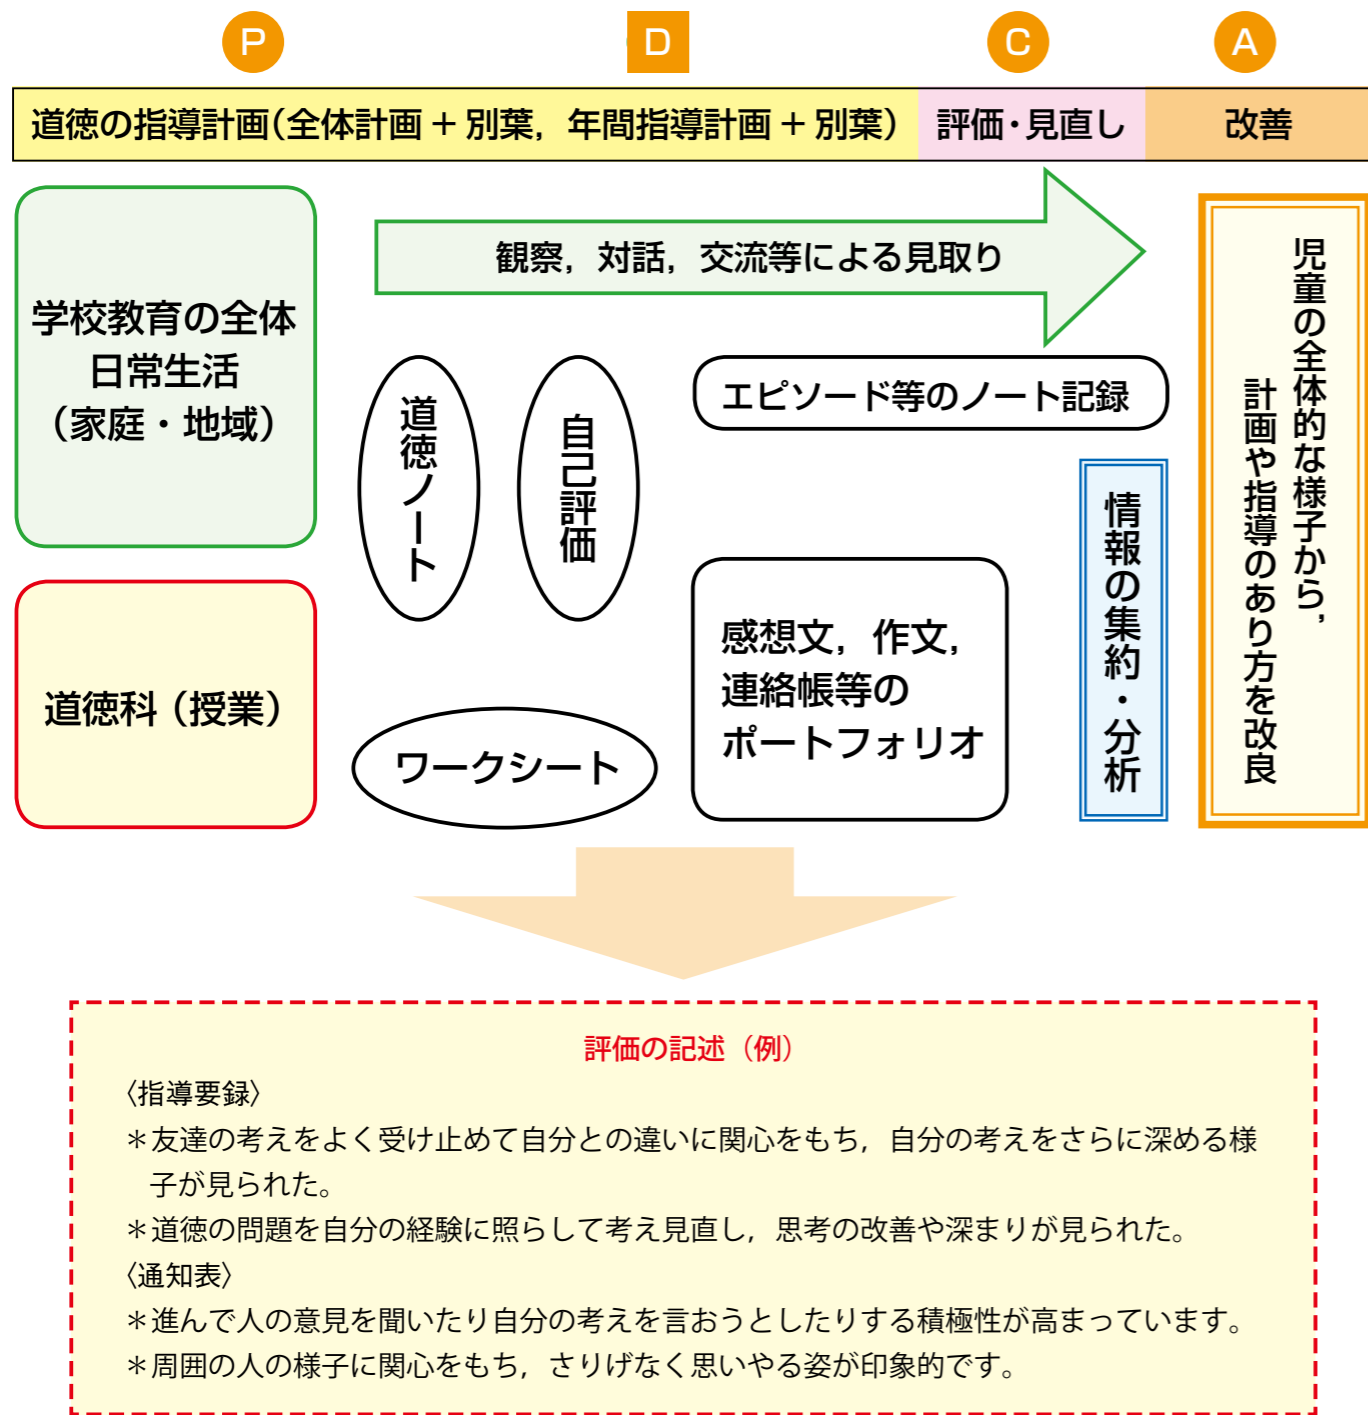 P
D
C
A
道徳の指導計画(全体計画 + 別葉，年間指導計画 + 別葉)
評価・見直し
改善
学校教育の全体
日常生活
（家庭・地域）
観察，対話，交流等による見取り
道徳ノート
自己評価
エピソード等のノート記録
道徳科（授業）
ワークシート
感想文，作文，
連絡帳等の
ポートフォリオ
情報の集約・分析
児童の全体的な様子から，
計画や指導のあり方を改良
評価の記述（例）
〈指導要録〉
＊友達の考えをよく受け止めて自分との違いに関心をもち，自分の考えをさらに深める様
子が見られた。
＊道徳の問題を自分の経験に照らして考え見直し，思考の改善や深まりが見られた。
〈通知表〉
＊進んで人の意見を聞いたり自分の考えを言おうとしたりする積極性が高まっています。
＊周囲の人の様子に関心をもち，さりげなく思いやる姿が印象的です。